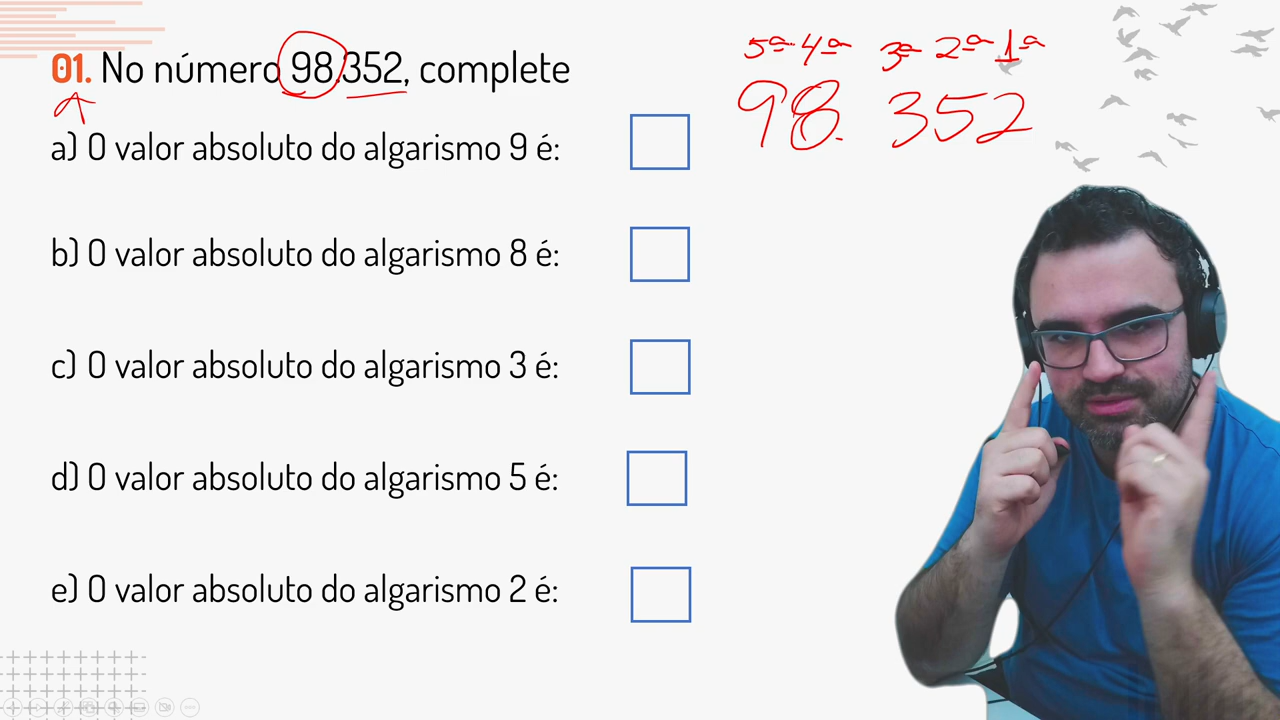 01. No número 98.352, complete
5ª 4ª 3ª 2ª 1ª
98. 352
a) O valor absoluto do algarismo 9 é:
b) O valor absoluto do algarismo 8 é:
c) O valor absoluto do algarismo 3 é:
d) O valor absoluto do algarismo 5 é:
e) O valor absoluto do algarismo 2 é: